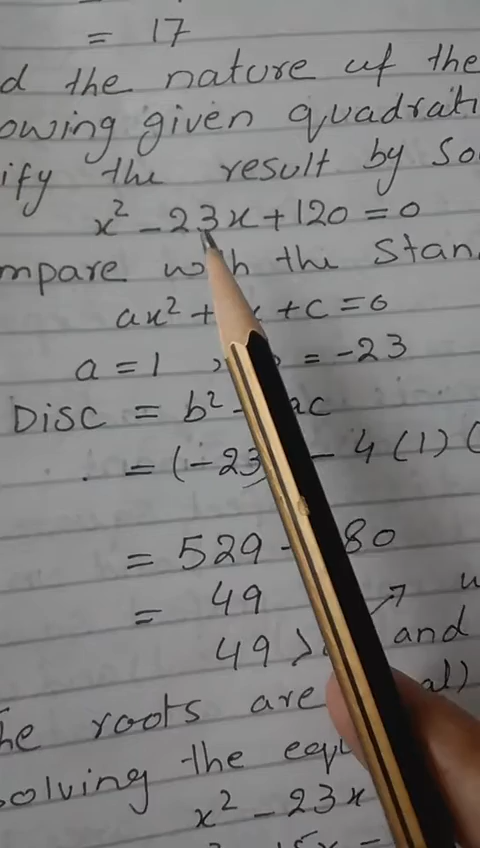 = 17
d the nature of the
owing given quadrati
ify the result by So
x² - 23x + 120 = 0
mpare the Stan
ax² + + c = 0
a = 1 , = -23
Disc = b² - ac
= (-23) - 4 (1) (
= 529 - 80
= 49
49 > and
he roots are al)
solving the eq
x² - 23x